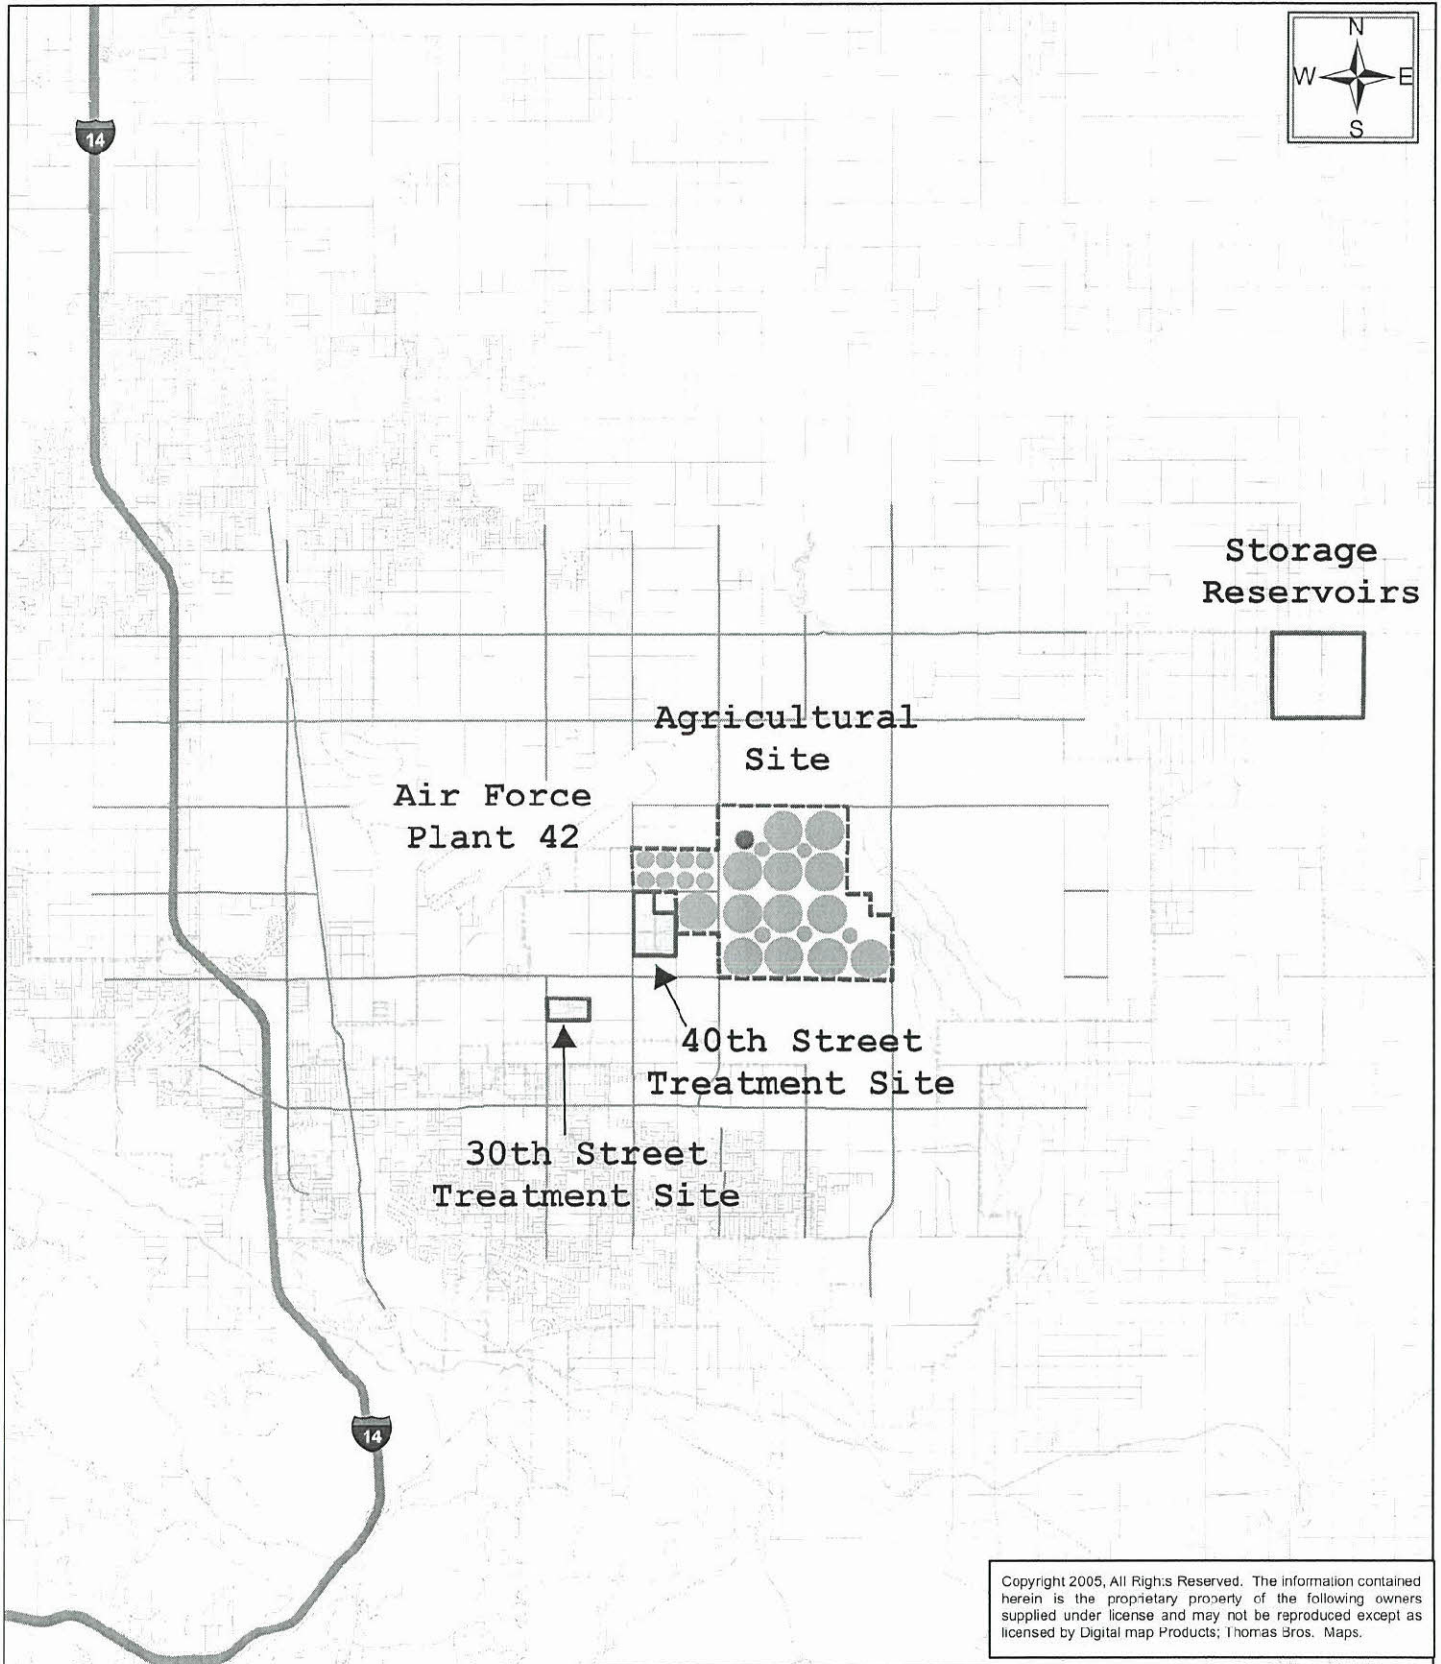 N
W E
S
14
Storage
Reservoirs
Agricultural
Site
Air Force
Plant 42
40th Street
Treatment Site
30th Street
Treatment Site
14
Copyright 2005, All Rights Reserved. The information contained
herein is the proprietary property of the following owners
supplied under license and may not be reproduced except as
licensed by Digital map Products; Thomas Bros. Maps.